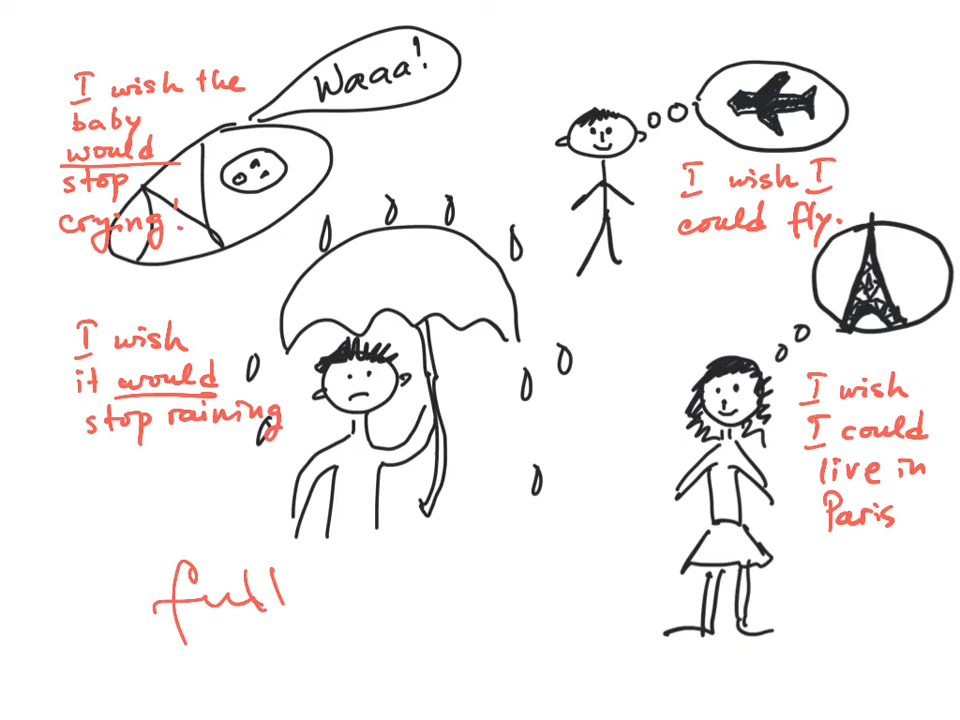 Waaa!
I wish the
baby
would
stop
crying!
I wish I
could fly.
I wish
it would
stop raining
I wish
I could
live in
Paris
full